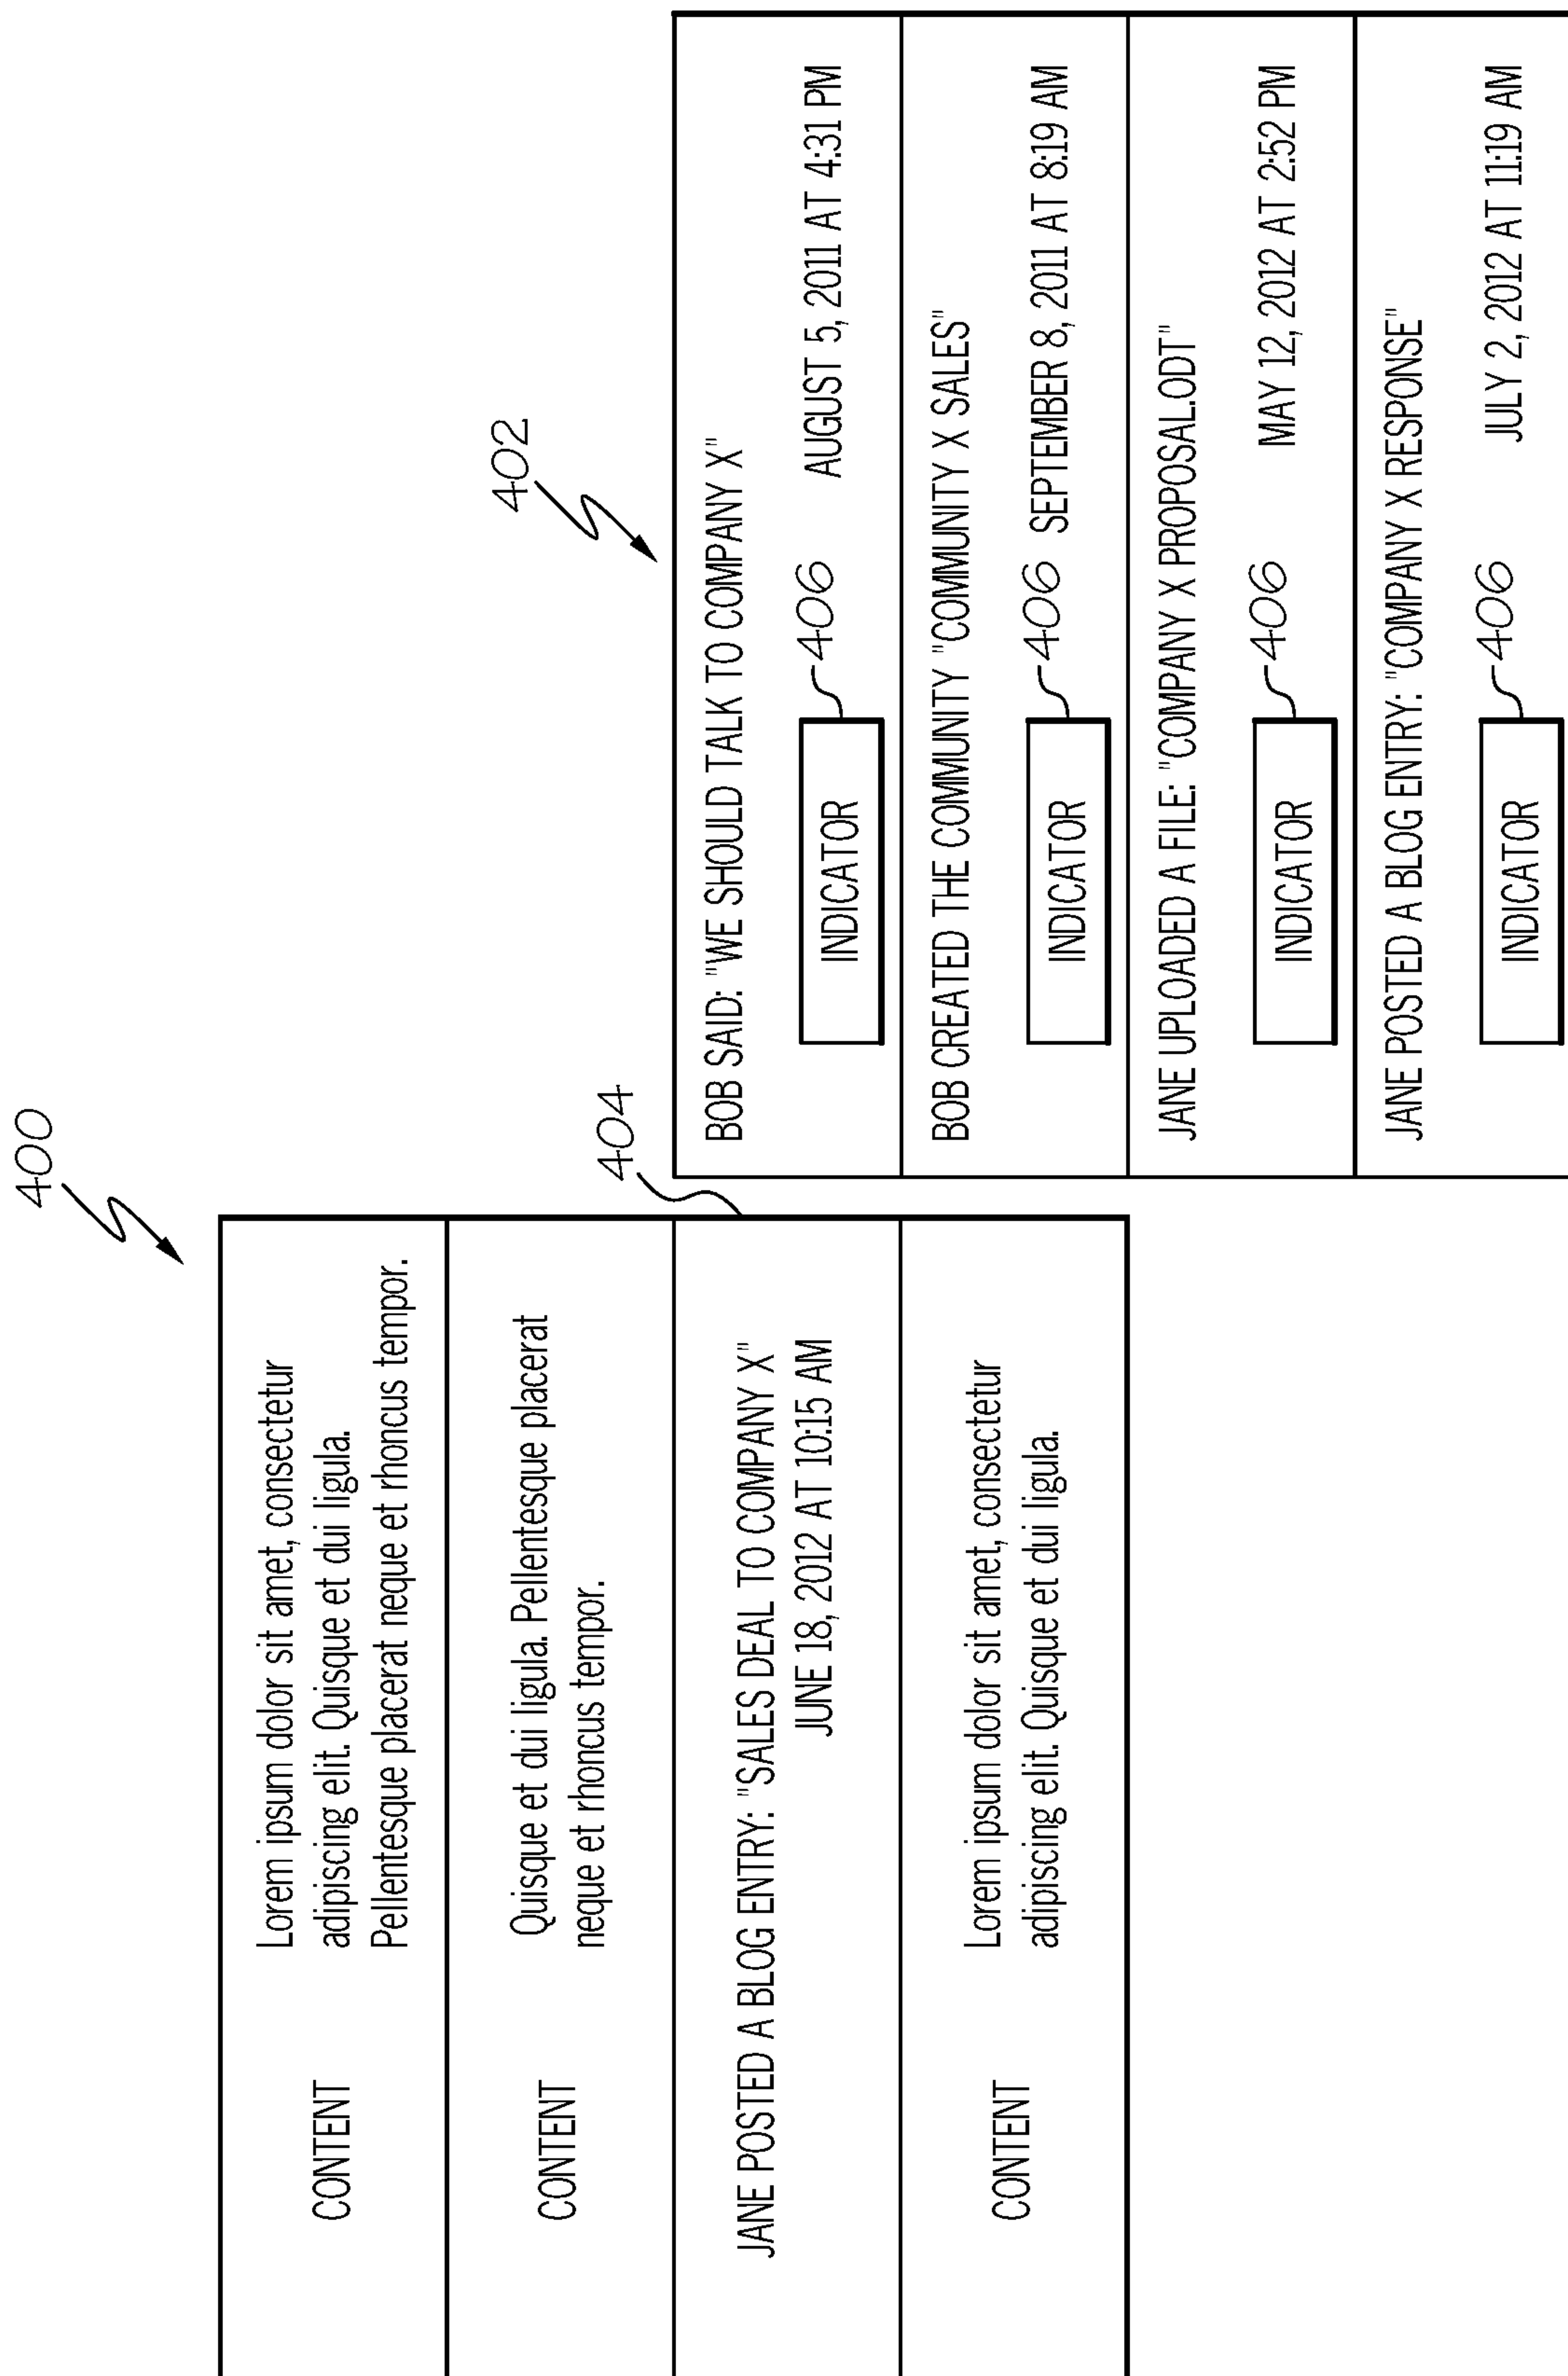 400
CONTENT
Lorem ipsum dolor sit amet, consectetur
adipiscing elit. Quisque et dui ligula.
Pellentesque placerat neque et rhoncus tempor.
CONTENT
Quisque et dui ligula. Pellentesque placerat
neque et rhoncus tempor.
404
JANE POSTED A BLOG ENTRY: "SALES DEAL TO COMPANY X"
JUNE 18, 2012 AT 10:15 AM
CONTENT
Lorem ipsum dolor sit amet, consectetur
adipiscing elit. Quisque et dui ligula.
402
BOB SAID: "WE SHOULD TALK TO COMPANY X"
INDICATOR 406 AUGUST 5, 2011 AT 4:31 PM
BOB CREATED THE COMMUNITY "COMMUNITY X SALES"
INDICATOR 406 SEPTEMBER 8, 2011 AT 8:19 AM
JANE UPLOADED A FILE: "COMPANY X PROPOSAL.ODT"
INDICATOR 406 MAY 12, 2012 AT 2:52 PM
JANE POSTED A BLOG ENTRY: "COMPANY X RESPONSE"
INDICATOR 406 JULY 2, 2012 AT 11:19 AM